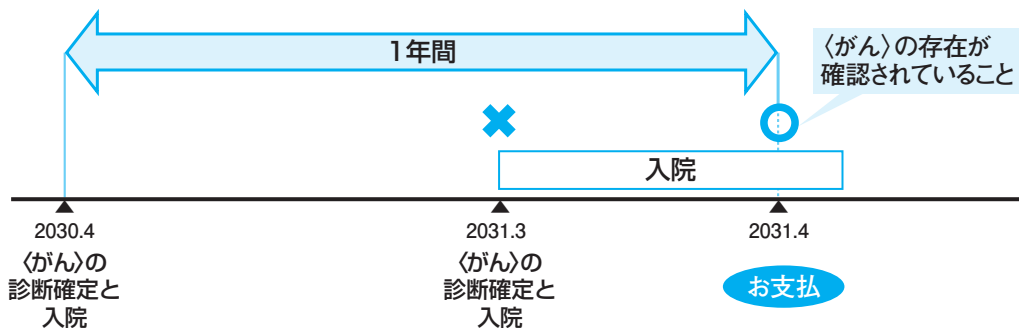 1年間
〈がん〉の存在が
確認されていること
入院
2030.4
〈がん〉の
診断確定と
入院
2031.3
〈がん〉の
診断確定と
入院
2031.4
お支払